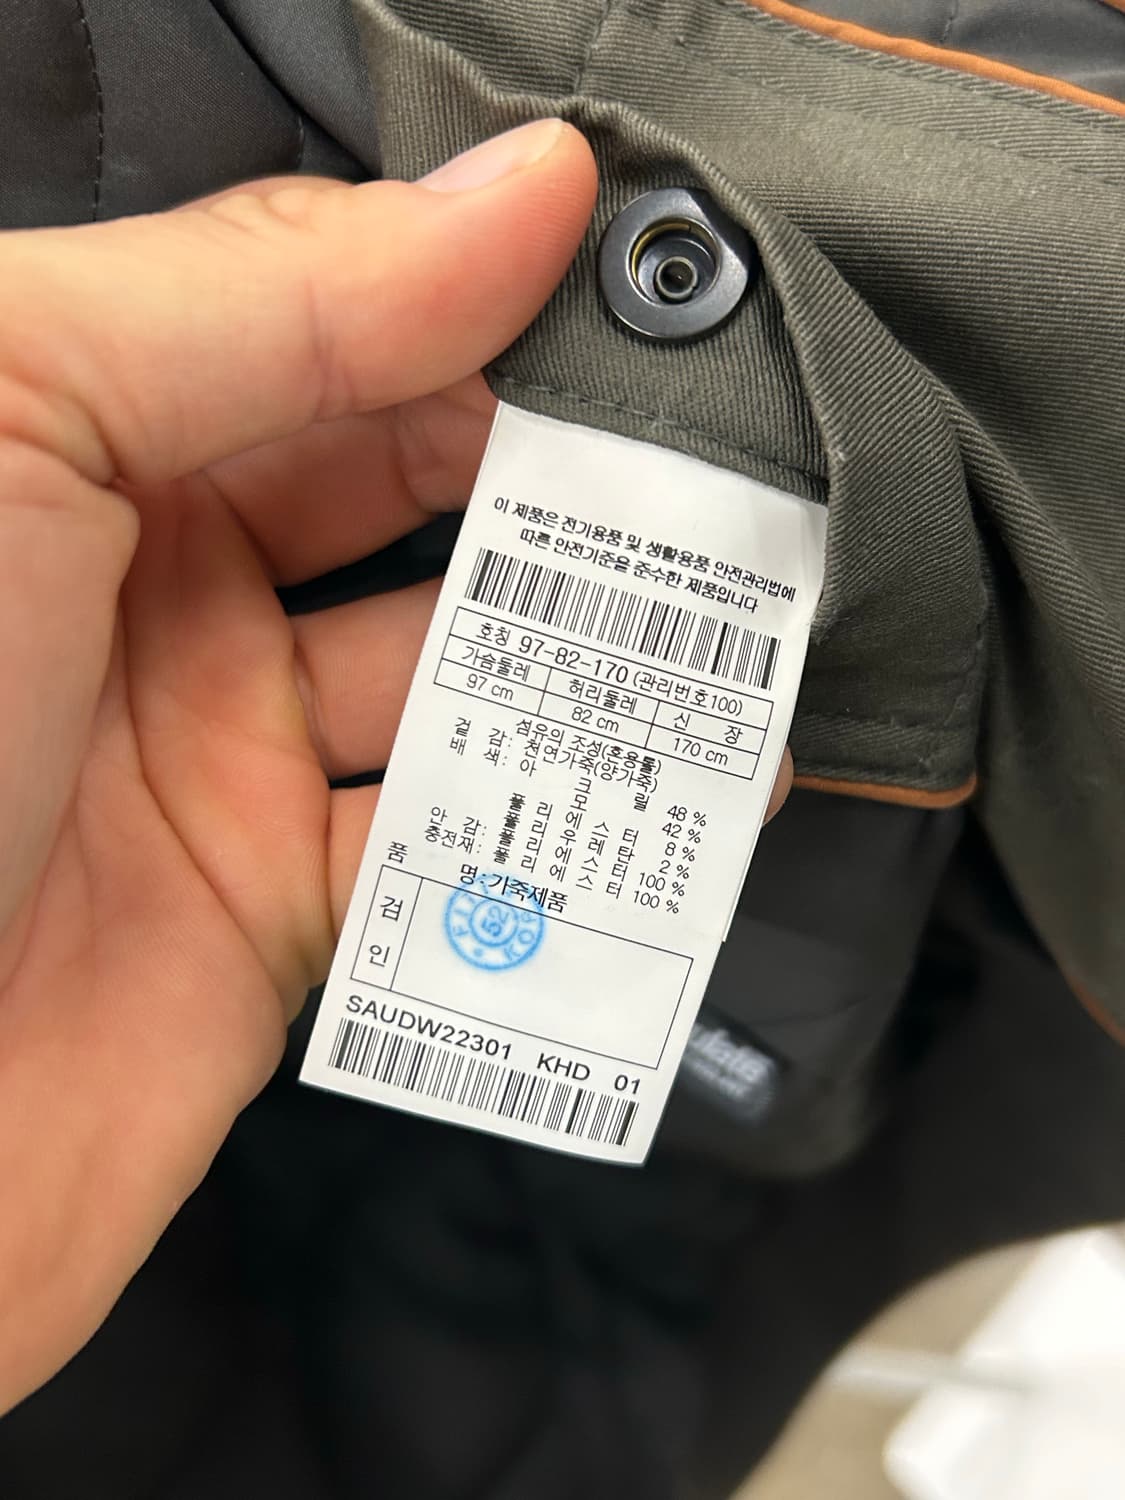 이 제품은 전기용품 및 생활용품 안전관리법에
따른 안전기준을 준수한 제품입니다
호칭 97-82-170 (관리번호100)
가슴둘레 허리둘레 신 장
97 cm 82 cm 170 cm
섬유의 조성(혼용률)
겉 감: 천연가죽(양가죽)
배 색: 아 크 릴 48 %
모 42 %
폴 리 에 스 터 8 %
폴 리 우 레 탄 2 %
안 감: 폴 리 에 스 터 100 %
충전재: 폴 리 에 스 터 100 %
품 명: 가죽제품
검
인
52
SAUDW22301 KHD 01